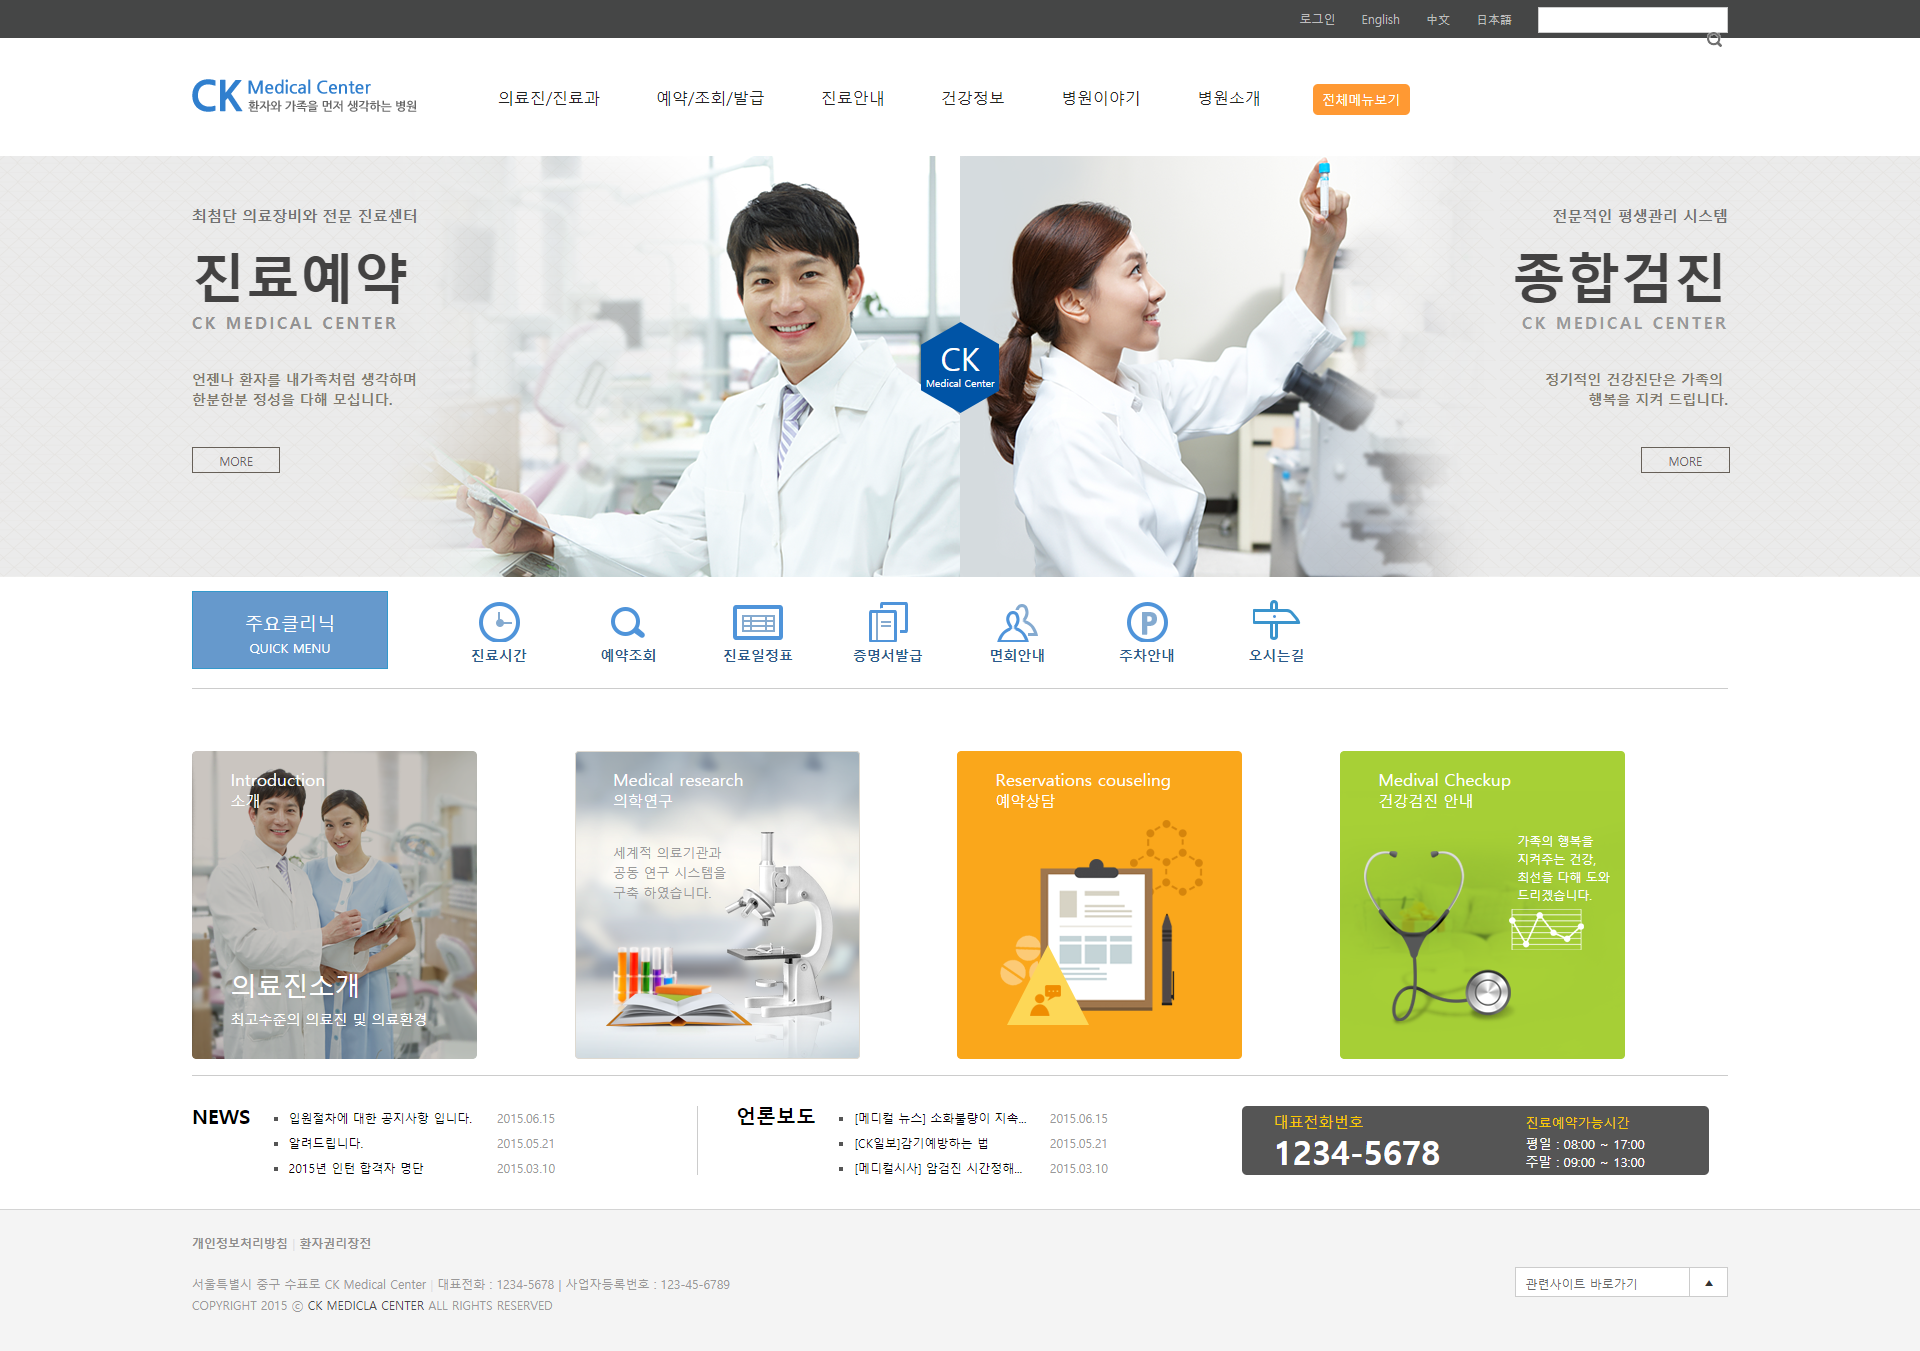 로그인 English 中文 日本語
CK Medical Center
환자와 가족을 먼저 생각하는 병원
의료진/진료과 예약/조회/발급 진료안내 건강정보 병원이야기 병원소개 전체메뉴보기
최첨단 의료장비와 전문 진료센터
진료예약
CK MEDICAL CENTER
언제나 환자를 내가족처럼 생각하며
한분한분 정성을 다해 모십니다.
MORE
CK
Medical Center
전문적인 평생관리 시스템
종합검진
CK MEDICAL CENTER
정기적인 건강진단은 가족의
행복을 지켜 드립니다.
MORE
주요클리닉
QUICK MENU
진료시간 예약조회 진료일정표 증명서발급 면회안내 주차안내 오시는길
Introduction
소개
의료진소개
최고수준의 의료진 및 의료환경
Medical research
의학연구
세계적 의료기관과
공동 연구 시스템을
구축 하였습니다.
Reservations couseling
예약상담
Medival Checkup
건강검진 안내
가족의 행복을
지켜주는 건강,
최선을 다해 도와
드리겠습니다.
NEWS
입원절차에 대한 공지사항 입니다. 2015.06.15
알려드립니다. 2015.05.21
2015년 인턴 합격자 명단 2015.03.10
언론보도
[메디컬 뉴스] 소화불량이 지속... 2015.06.15
[CK일보]감기예방하는 법 2015.05.21
[메디컬시사] 암검진 시간정해... 2015.03.10
대표전화번호
1234-5678
진료예약가능시간
평일 : 08:00 ~ 17:00
주말 : 09:00 ~ 13:00
개인정보처리방침 | 환자권리장전
서울특별시 중구 수표로 CK Medical Center | 대표전화 : 1234-5678 | 사업자등록번호 : 123-45-6789
COPYRIGHT 2015 ⓒ CK MEDICLA CENTER ALL RIGHTS RESERVED
관련사이트 바로가기 ▲